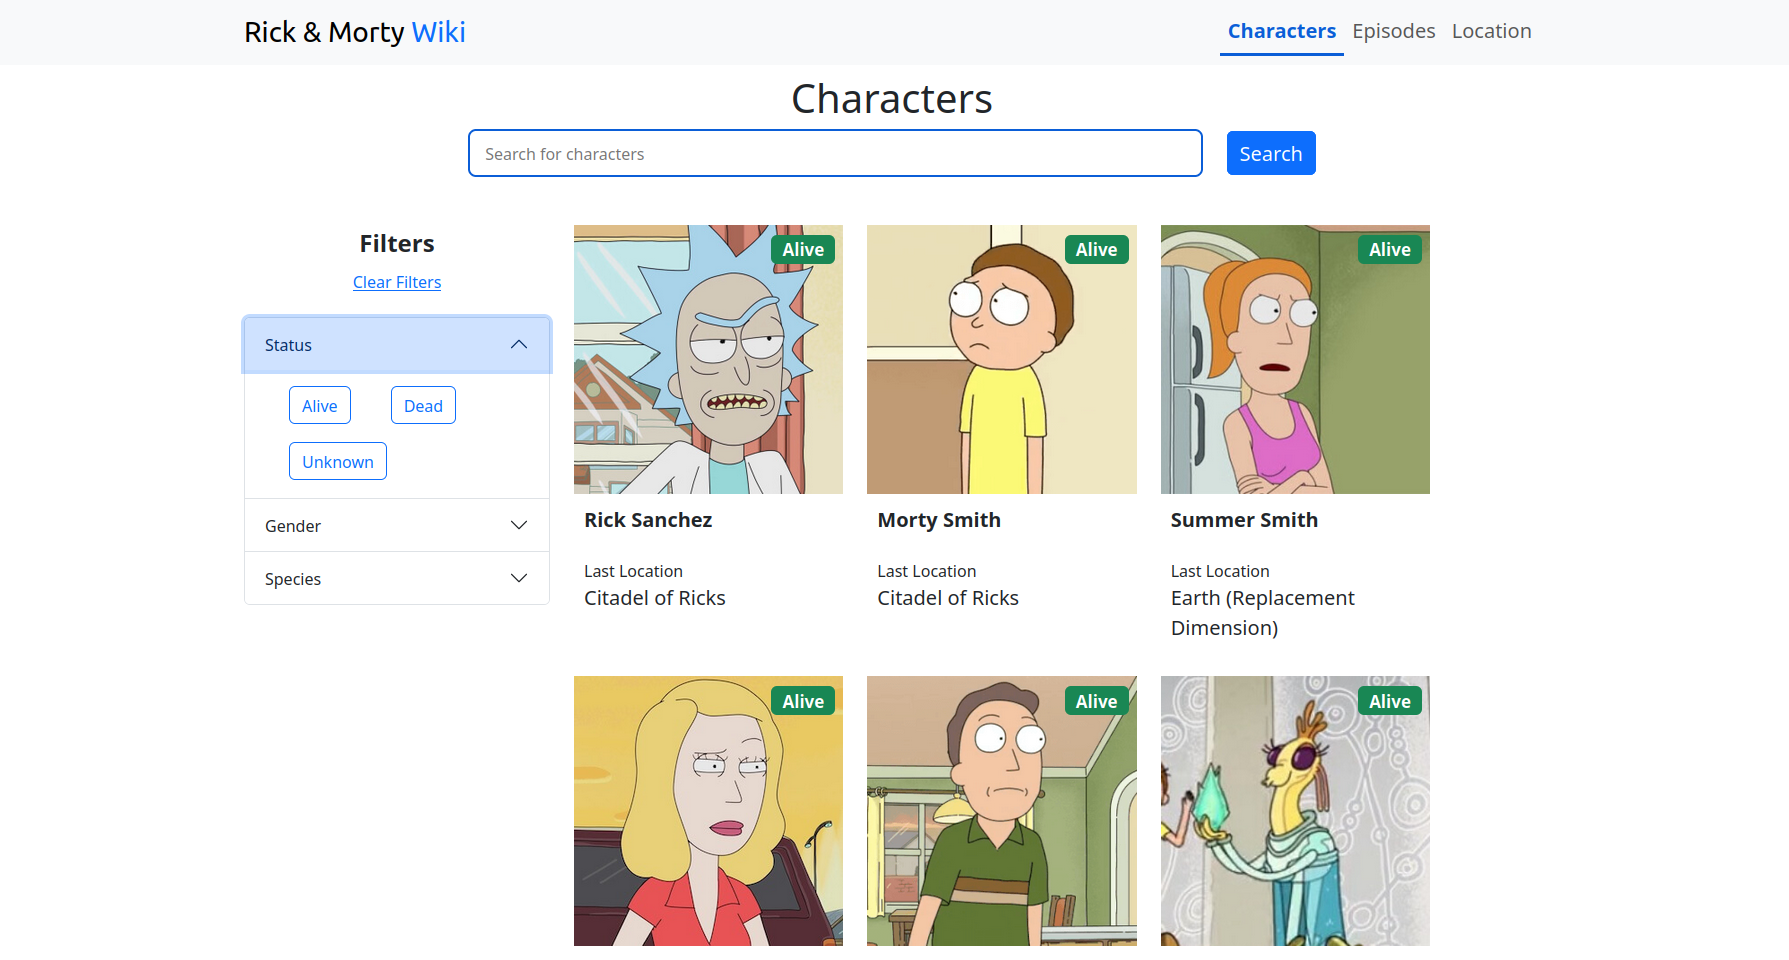 Rick & Morty Wiki
Characters Episodes Location
Characters
Search for characters
Search
Filters
Clear Filters
Status
Alive Dead
Unknown
Gender
Species
Alive
Alive
Alive
Rick Sanchez
Last Location
Citadel of Ricks
Morty Smith
Last Location
Citadel of Ricks
Summer Smith
Last Location
Earth (Replacement
Dimension)
Alive
Alive
Alive